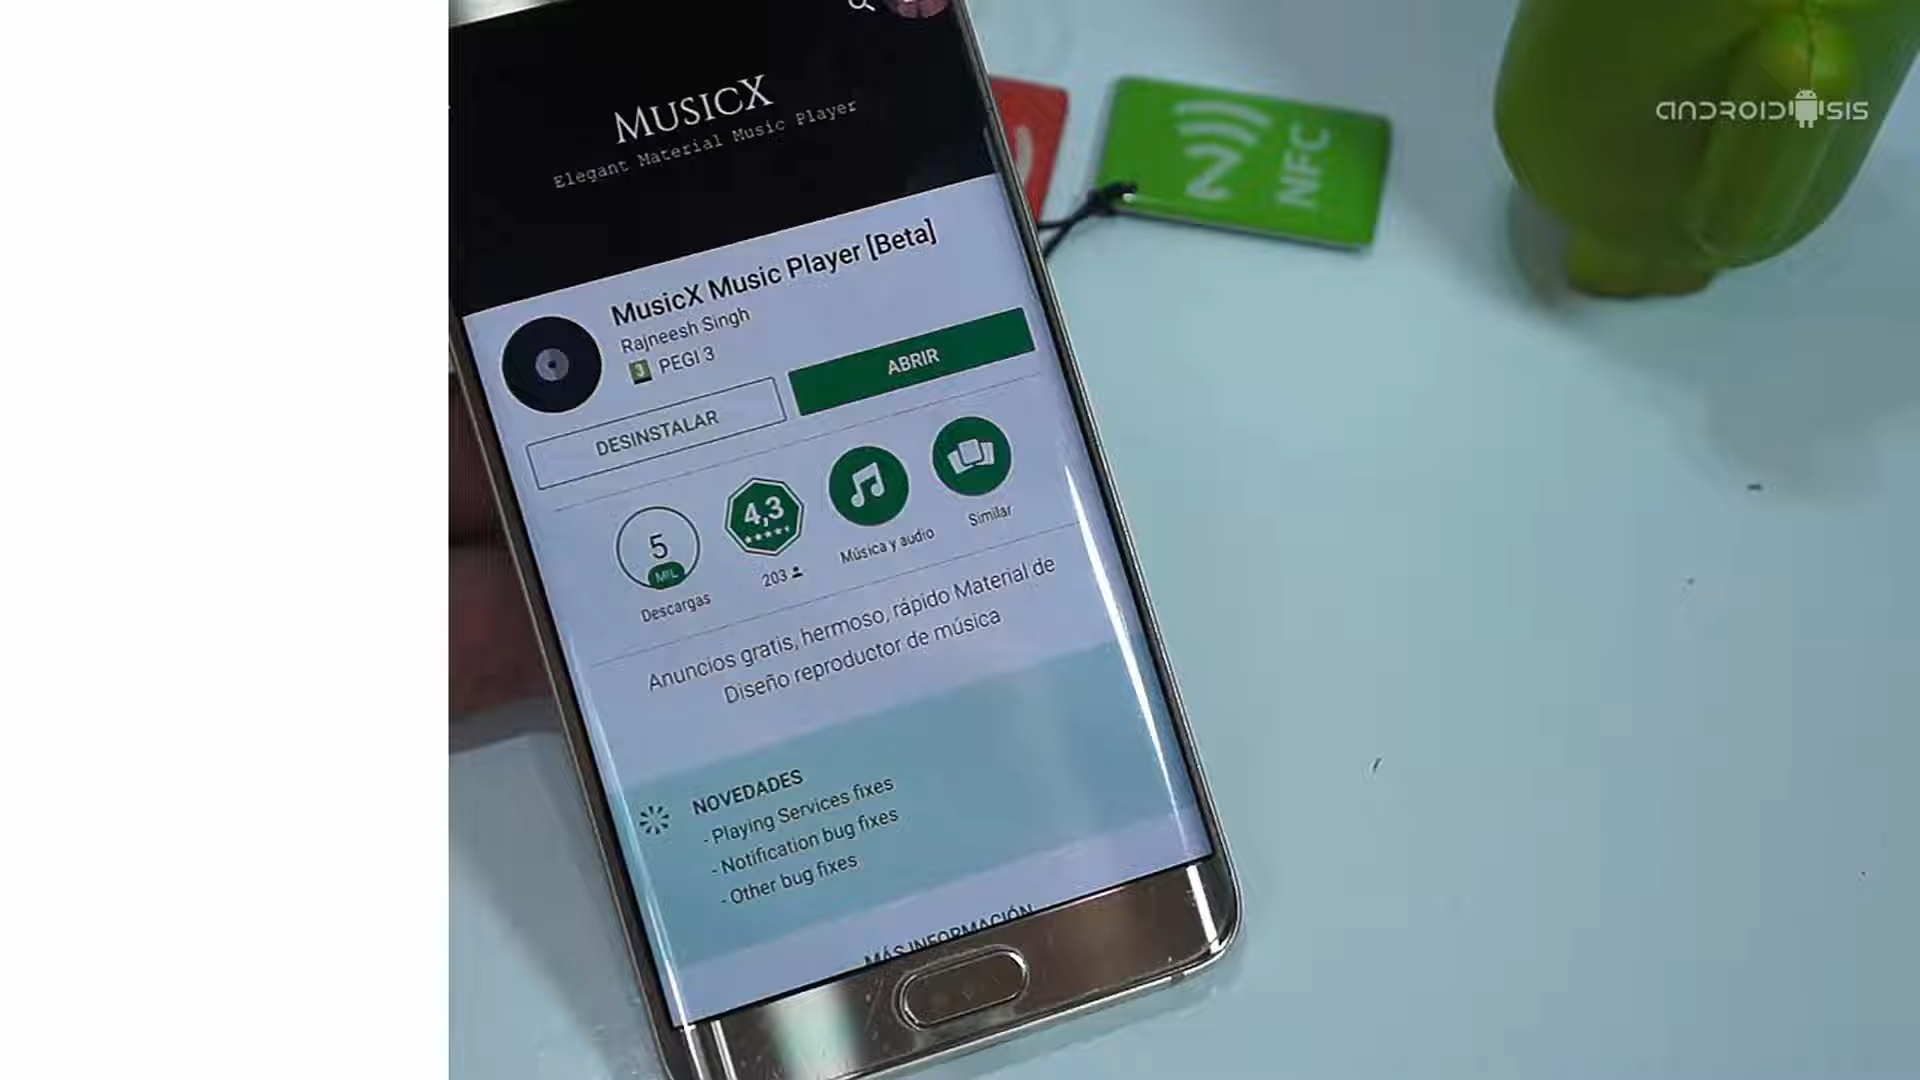 MUSICX
Elegant Material Music Player
ANDROIDSIS
NFC
MusicX Music Player [Beta]
Rajneesh Singh
3 PEGI 3
DESINSTALAR
ABRIR
5
MIL
Descargas
4,3
203
Música y audio
Similar
Anuncios gratis, hermoso, rápido Material de
Diseño reproductor de música
NOVEDADES
- Playing Services fixes
- Notification bug fixes
- Other bug fixes
MÁS INFORMACIÓN